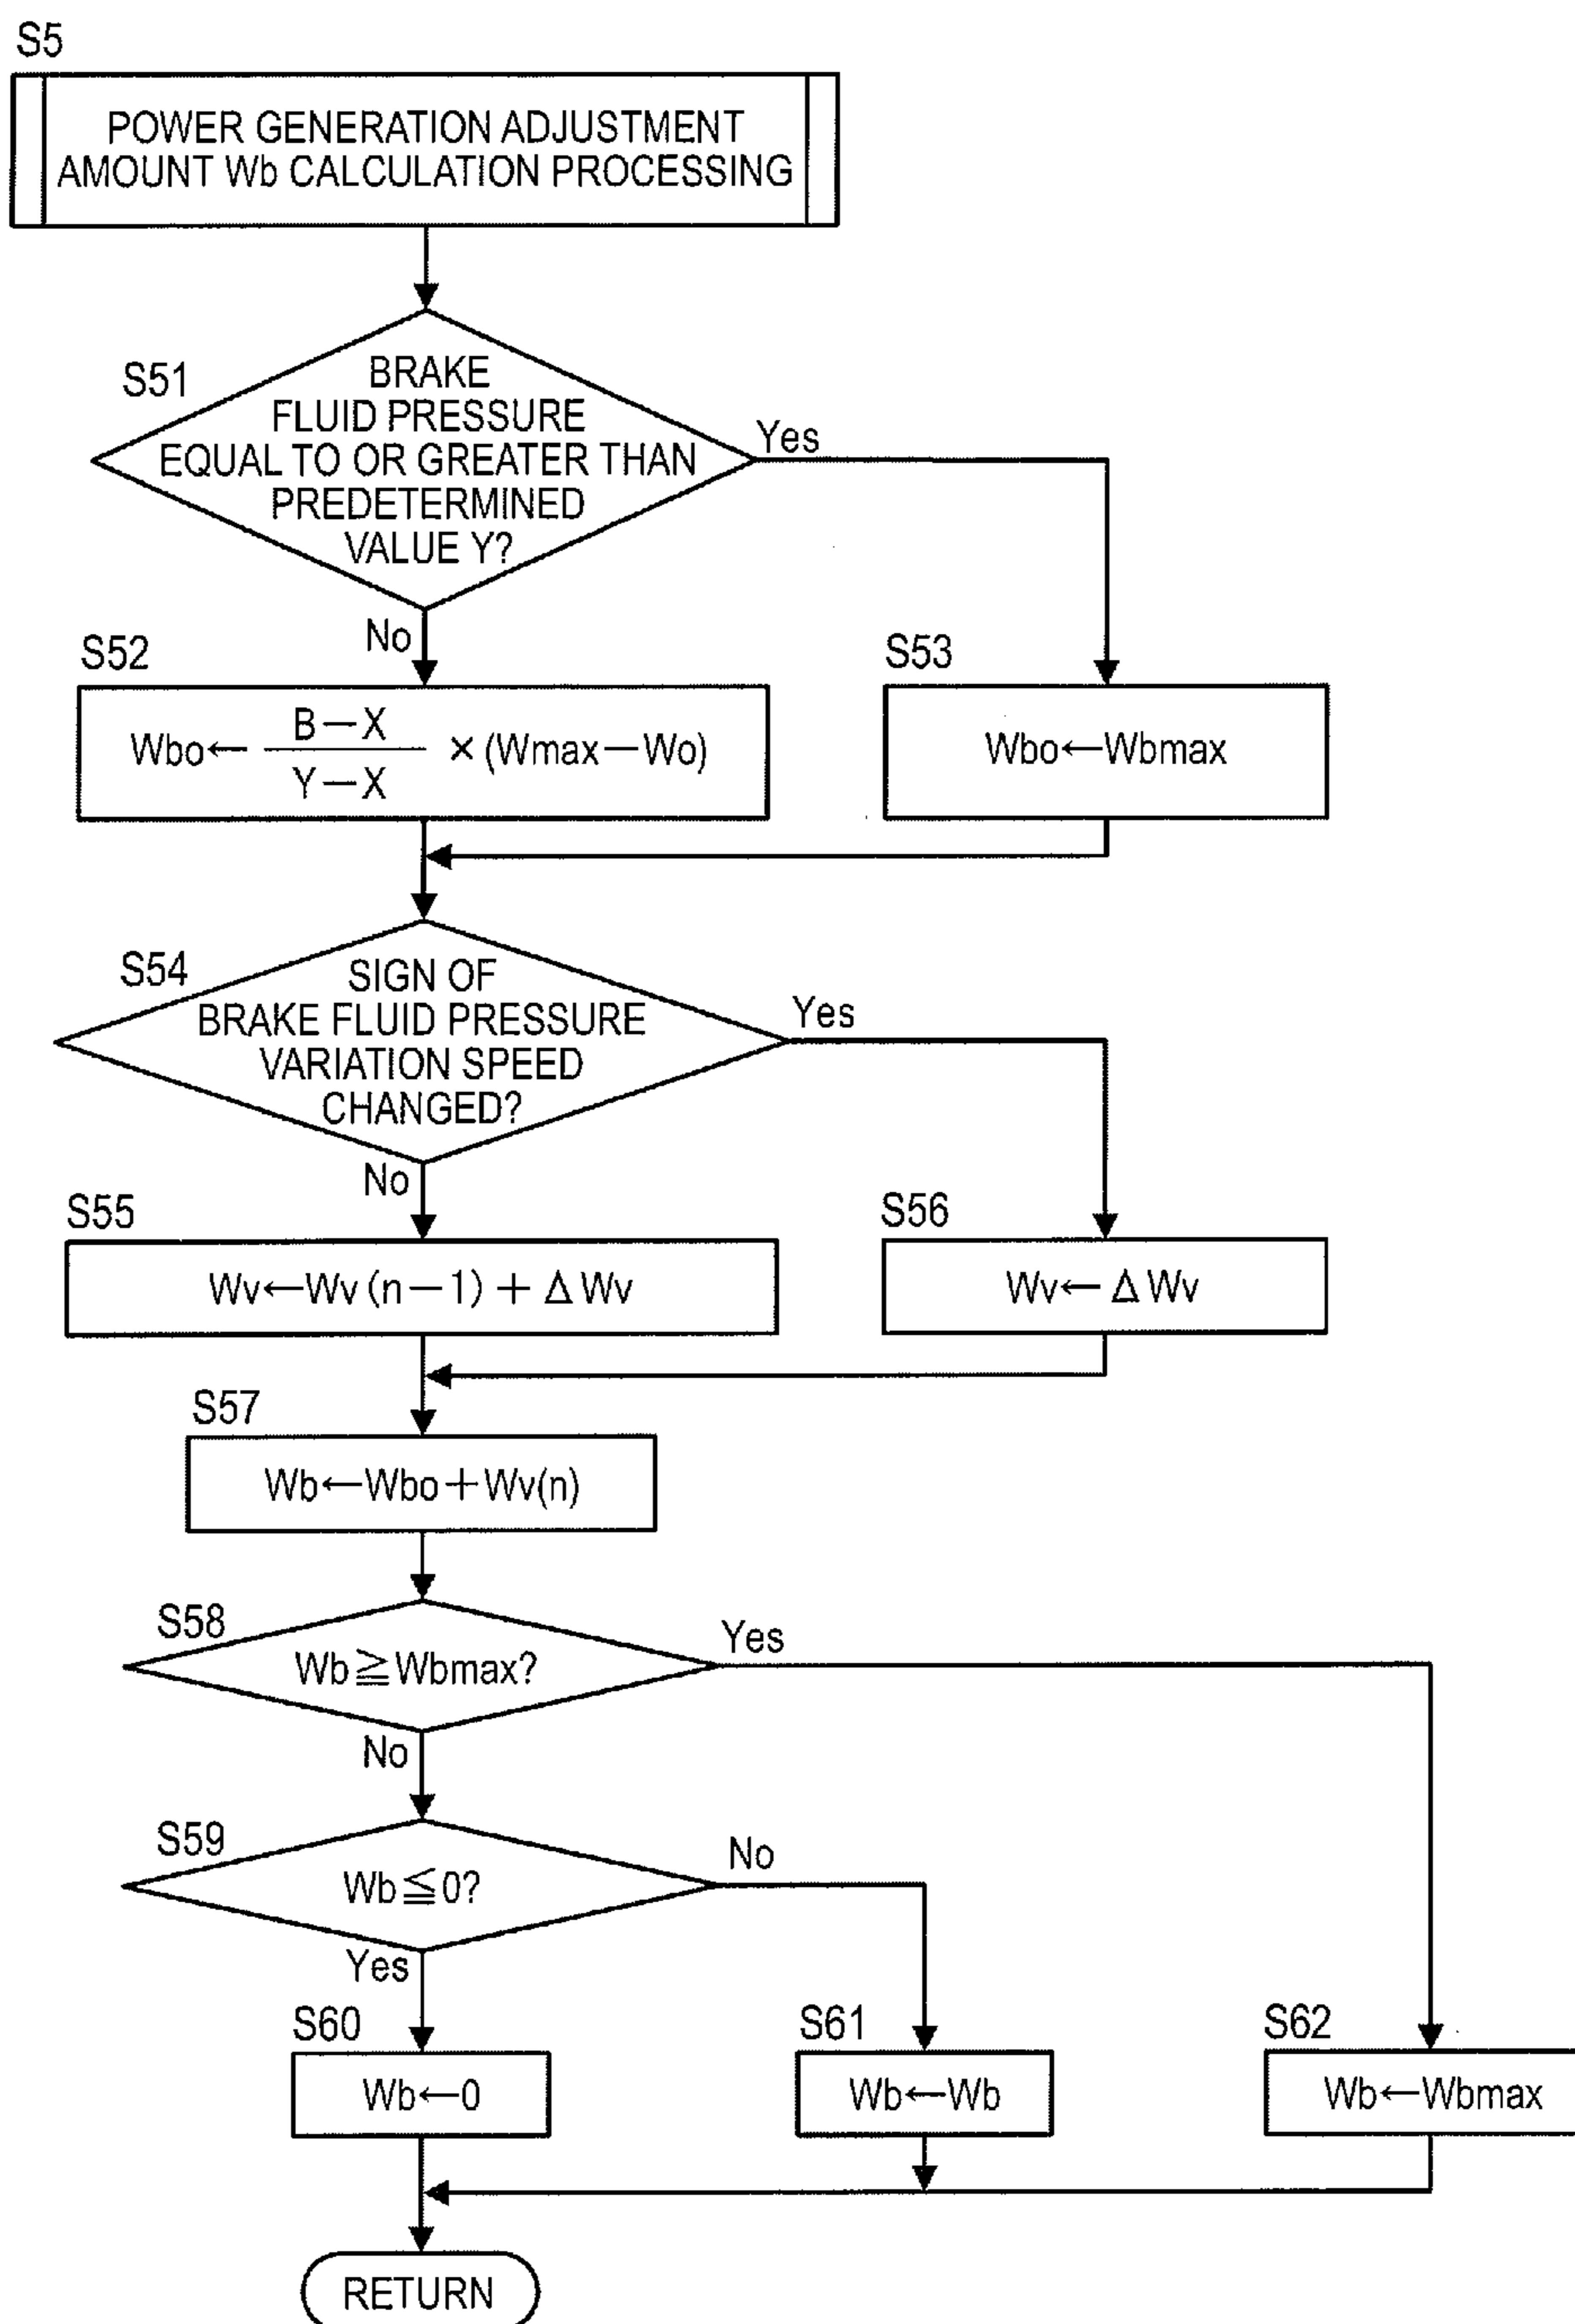 S5
POWER GENERATION ADJUSTMENT
AMOUNT Wb CALCULATION PROCESSING
S51
BRAKE
FLUID PRESSURE
EQUAL TO OR GREATER THAN
PREDETERMINED
VALUE Y?
Yes
No
S52
Wbo← (B−X)/(Y−X) ×(Wmax−Wo)
S53
Wbo←Wbmax
S54
SIGN OF
BRAKE FLUID PRESSURE
VARIATION SPEED
CHANGED?
Yes
No
S55
Wv←Wv(n−1)+ΔWv
S56
Wv←ΔWv
S57
Wb←Wbo+Wv(n)
S58
Wb≧Wbmax?
Yes
No
S59
Wb≦0?
No
Yes
S60
Wb←0
S61
Wb←Wb
S62
Wb←Wbmax
RETURN